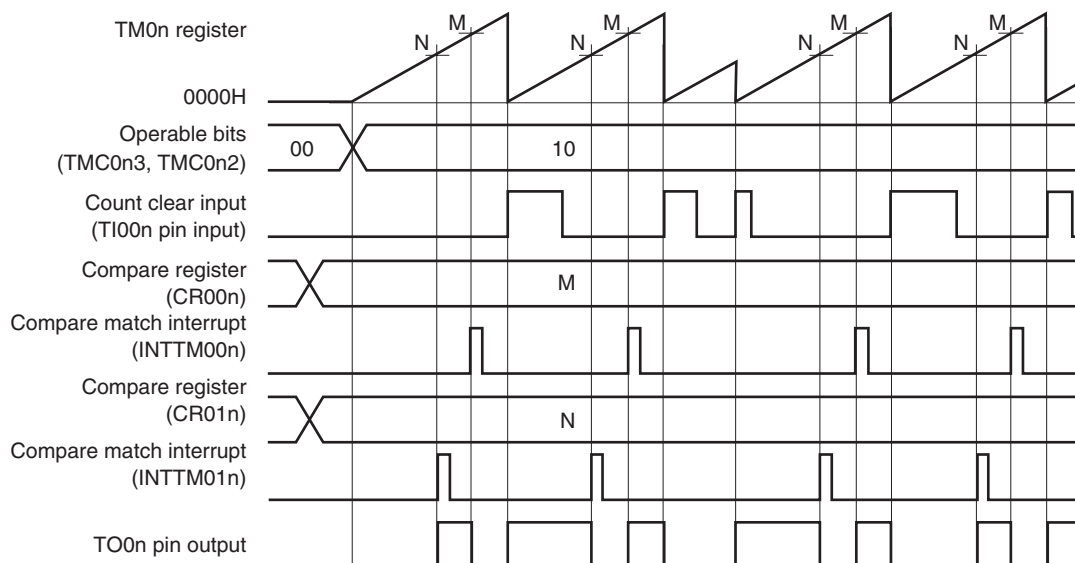 TM0n register
M
M
M
M
N
N
N
N
0000H
Operable bits
(TMC0n3, TMC0n2)
00
10
Count clear input
(TI00n pin input)
Compare register
(CR00n)
M
Compare match interrupt
(INTTM00n)
Compare register
(CR01n)
N
Compare match interrupt
(INTTM01n)
TO0n pin output